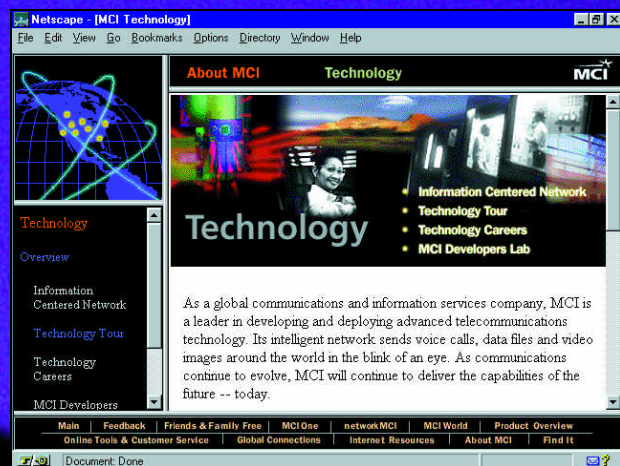 Netscape - [MCI Technology]
File Edit View Go Bookmarks Options Directory Window Help
About MCI Technology MCI
Technology
Overview
Information
Centered Network
Technology Tour
Technology
Careers
MCI Developers
Technology
Information Centered Network
Technology Tour
Technology Careers
MCI Developers Lab
As a global communications and information services company, MCI is
a leader in developing and deploying advanced telecommunications
technology. Its intelligent network sends voice calls, data files and video
images around the world in the blink of an eye. As communications
continue to evolve, MCI will continue to deliver the capabilities of the
future -- today.
Main | Feedback | Friends & Family Free | MCI One | networkMCI | MCI World | Product Overview
Online Tools & Customer Service | Global Connections | Internet Resources | About MCI | Find It
Document: Done